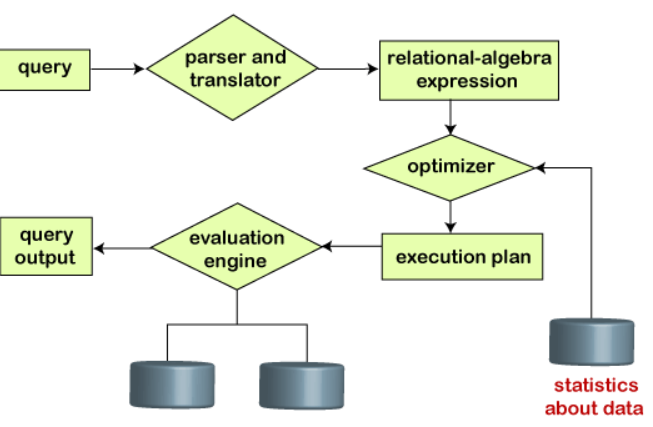 query
parser and
translator
relational-algebra
expression
optimizer
query
output
evaluation
engine
execution plan
statistics
about data